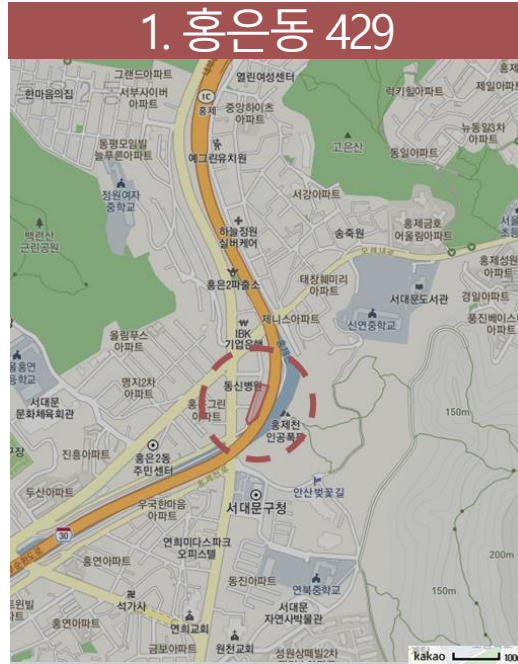 1. 홍은동 429
그랜드아파트
한마음의집
서부사이버
아파트
열린여성센터
IC
홍제
중앙하이츠
아파트
럭키힐아파트
제일아파트
뉴동일3차
아파트
동평모임빌
늘푸른아파트
예그린유치원
고은산
동일아파트
정원여자
중학교
서강아파트
백련산
근린공원
하늘정원
실버케어
송죽원
홍제금호
어울림아파트
모래내로
홍은2파출소
태창훼미리
아파트
서대문도서관
홍제성원
아파트
경일아파트
올림푸스
아파트
IBK
기업은행
제니스아파트
신연중학교
풍진베이스
아파트
명지2차
아파트
동신병원
서대문
문화체육회관
아파트
홍제천
인공폭포
150m
진흥아파트
홍은2동
주민센터
두산아파트
우국한마음
아파트
서대문구청
안산벚꽃길
30
홍연아파트
연희미다스파크
오피스텔
200m
동진아파트
연북중학교
150m
석가사
서대문
자연사박물관
홍연아파트
연희교회
금보아파트
원천교회
성원상떼빌2차
kakao